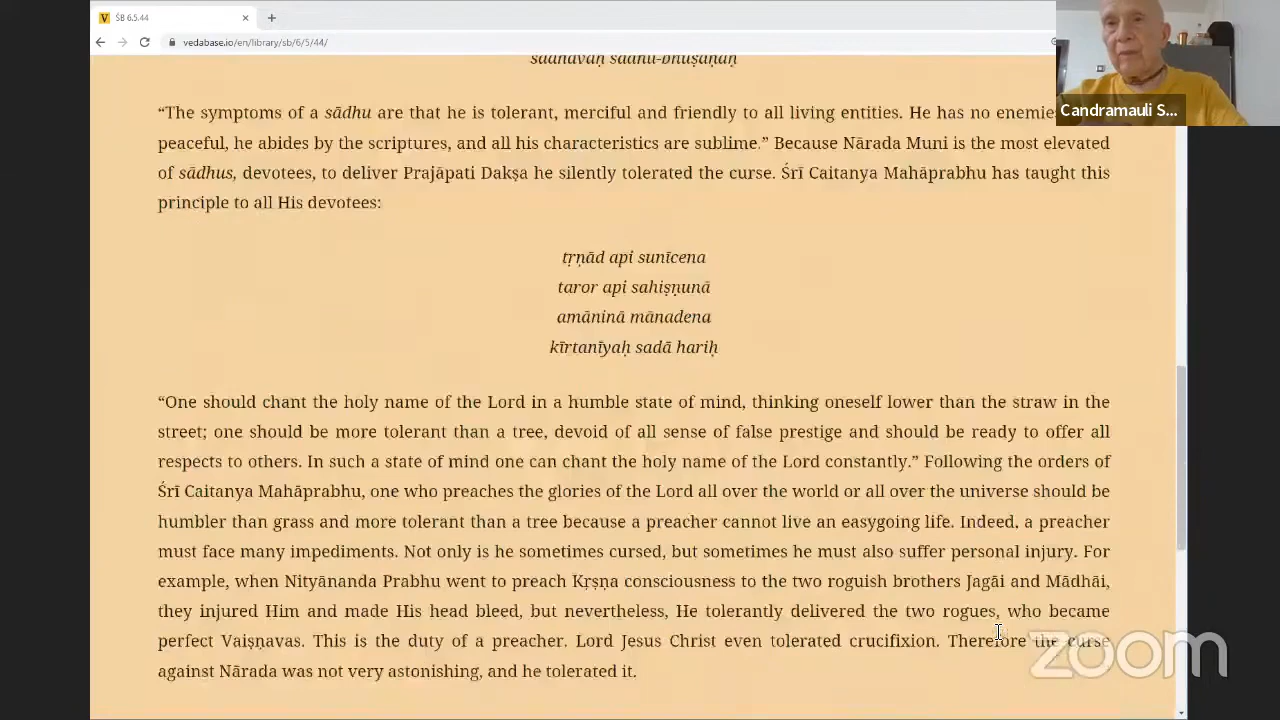 ŚB 6.5.44
vedabase.io/en/library/sb/6/5/44/
sādhavaḥ sādhu-bhūṣaṇāḥ
“The symptoms of a sādhu are that he is tolerant, merciful and friendly to all living entities. He has no enemies
peaceful, he abides by the scriptures, and all his characteristics are sublime.” Because Nārada Muni is the most elevated
of sādhus, devotees, to deliver Prajāpati Dakṣa he silently tolerated the curse. Śrī Caitanya Mahāprabhu has taught this
principle to all His devotees:
tṛṇād api sunīcena
taror api sahiṣṇunā
amāninā mānadena
kīrtanīyaḥ sadā hariḥ
“One should chant the holy name of the Lord in a humble state of mind, thinking oneself lower than the straw in the
street; one should be more tolerant than a tree, devoid of all sense of false prestige and should be ready to offer all
respects to others. In such a state of mind one can chant the holy name of the Lord constantly.” Following the orders of
Śrī Caitanya Mahāprabhu, one who preaches the glories of the Lord all over the world or all over the universe should be
humbler than grass and more tolerant than a tree because a preacher cannot live an easygoing life. Indeed, a preacher
must face many impediments. Not only is he sometimes cursed, but sometimes he must also suffer personal injury. For
example, when Nityānanda Prabhu went to preach Kṛṣṇa consciousness to the two roguish brothers Jagāi and Mādhāi,
they injured Him and made His head bleed, but nevertheless, He tolerantly delivered the two rogues, who became
perfect Vaiṣṇavas. This is the duty of a preacher. Lord Jesus Christ even tolerated crucifixion. Therefore the curse
against Nārada was not very astonishing, and he tolerated it.
Candramauli S...
zoom